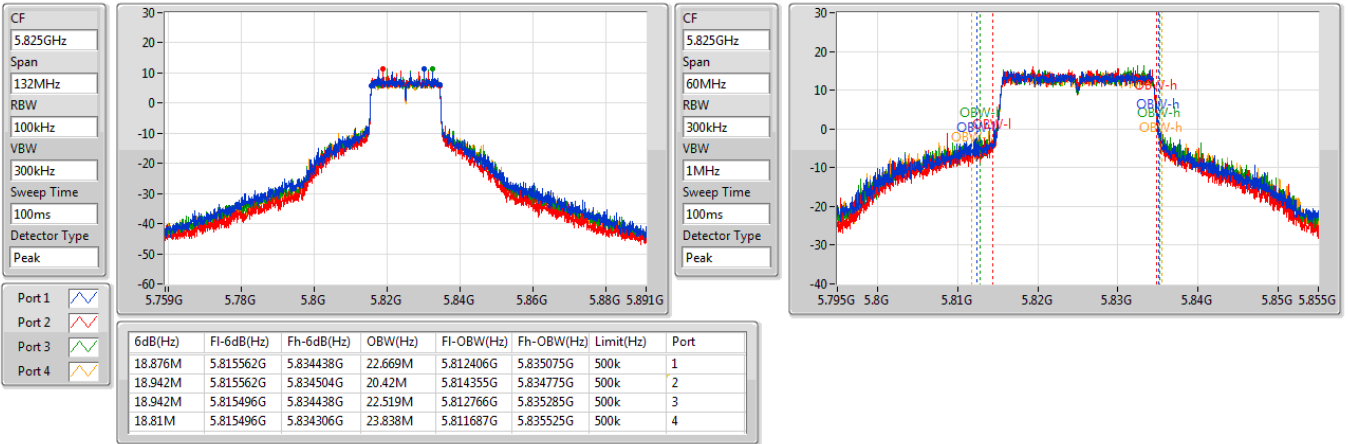 CF
5.825GHz
Span
132MHz
RBW
100kHz
VBW
300kHz
Sweep Time
100ms
Detector Type
Peak
30
20
10
0
-10
-20
-30
-40
-50
-60
5.759G 5.78G 5.8G 5.82G 5.84G 5.86G 5.88G 5.891G
CF
5.825GHz
Span
60MHz
RBW
300kHz
VBW
1MHz
Sweep Time
100ms
Detector Type
Peak
30
20
10
0
-10
-20
-30
-40
OBW-h
OBW-h
OBW-h
OBW-h
OBW-l
5.795G 5.8G 5.81G 5.82G 5.83G 5.84G 5.85G 5.855G
Port 1
Port 2
Port 3
Port 4
6dB(Hz) Fl-6dB(Hz) Fh-6dB(Hz) OBW(Hz) Fl-OBW(Hz) Fh-OBW(Hz) Limit(Hz) Port
18.876M 5.815562G 5.834438G 22.669M 5.812406G 5.835075G 500k 1
18.942M 5.815562G 5.834504G 20.42M 5.814355G 5.834775G 500k 2
18.942M 5.815496G 5.834438G 22.519M 5.812766G 5.835285G 500k 3
18.81M 5.815496G 5.834306G 23.838M 5.811687G 5.835525G 500k 4